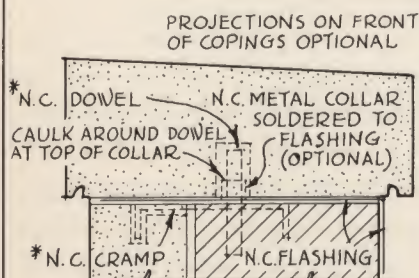 PROJECTIONS ON FRONT
OF COPINGS OPTIONAL
*N.C. DOWEL
N.C. METAL COLLAR
SOLDERED TO
FLASHING
(OPTIONAL)
CAULK AROUND DOWEL
AT TOP OF COLLAR
*N.C. CRAMP
N.C. FLASHING